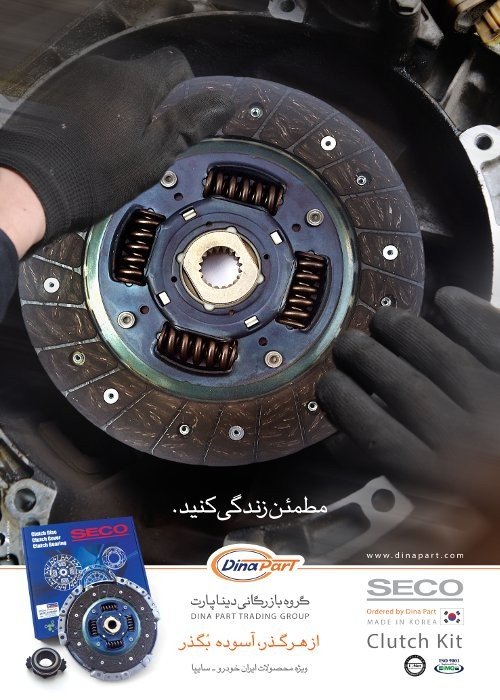 مطمئن زندگی کنید.
www.dinapart.com
Clutch Disc
Clutch Cover
Clutch Bearing
SECO
Dina Part
گروه بازرگانی دیناپارت
DINA PART TRADING GROUP
از هر گذر، آسوده بگذر
ویژه محصولات ایران خودرو - سایپا
SECO
Ordered by Dina Part
MADE IN KOREA
Clutch Kit
ISO 9001